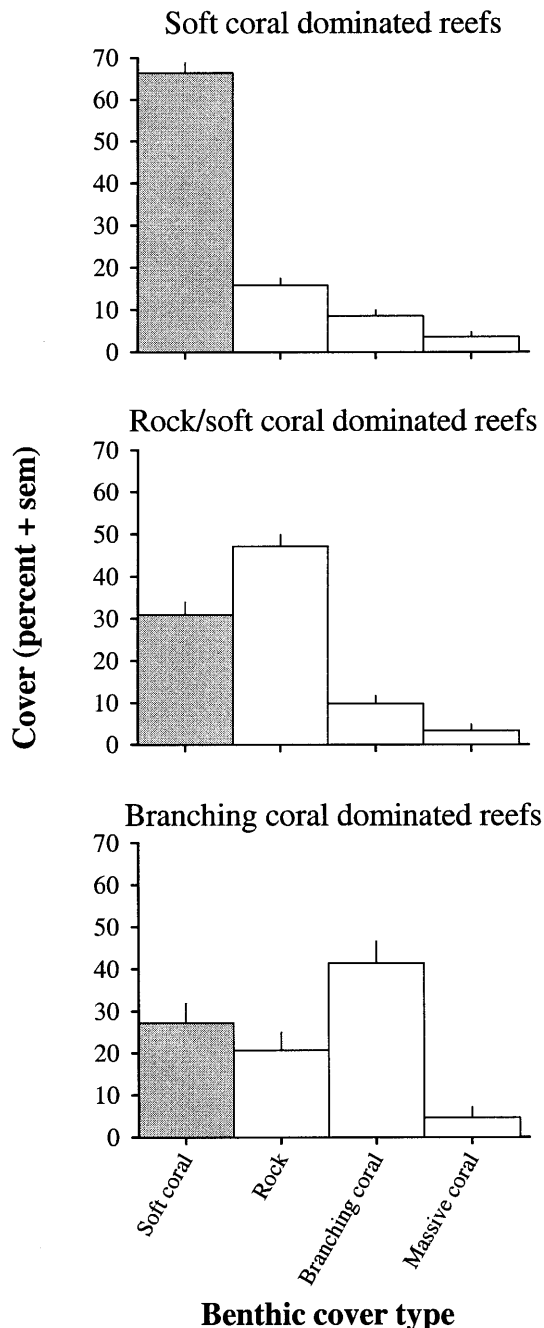 Soft coral dominated reefs
70
60
50
40
30
20
10
0
Rock/soft coral dominated reefs
70
60
50
40
30
20
10
0
Cover (percent + sem)
Branching coral dominated reefs
70
60
50
40
30
20
10
0
Soft coral
Rock
Branching coral
Massive coral
Benthic cover type